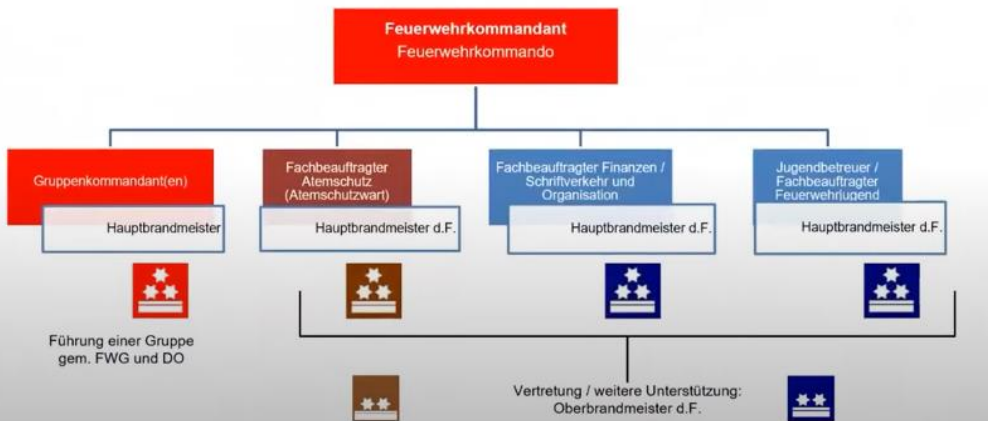 Feuerwehrkommandant
Feuerwehrkommando
Gruppenkommandant(en)
Hauptbrandmeister
Fachbeauftragter
Atemschutz
(Atemschutzwart)
Hauptbrandmeister d.F.
Fachbeauftragter Finanzen /
Schriftverkehr und
Organisation
Hauptbrandmeister d.F.
Jugendbetreuer /
Fachbeauftragter
Feuerwehrjugend
Hauptbrandmeister d.F.
Führung einer Gruppe
gem. FWG und DO
Vertretung / weitere Unterstützung:
Oberbrandmeister d.F.